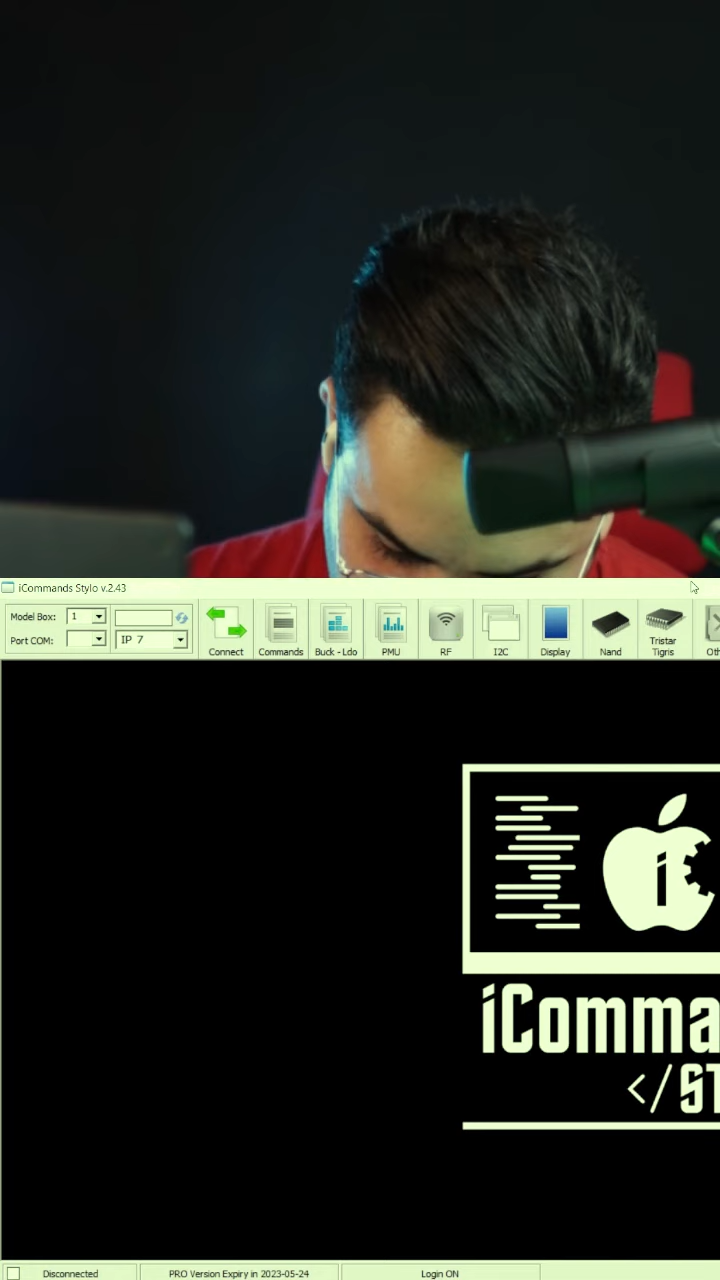 iCommands Stylo v.2.43
Model Box: 1
Port COM: IP 7
Connect
Commands
Buck - Ldo
PMU
RF
I2C
Display
Nand
Tristar
Tigris
Oth
i
iComma
</ST
Disconnected
PRO Version Expiry in 2023-05-24
Login ON